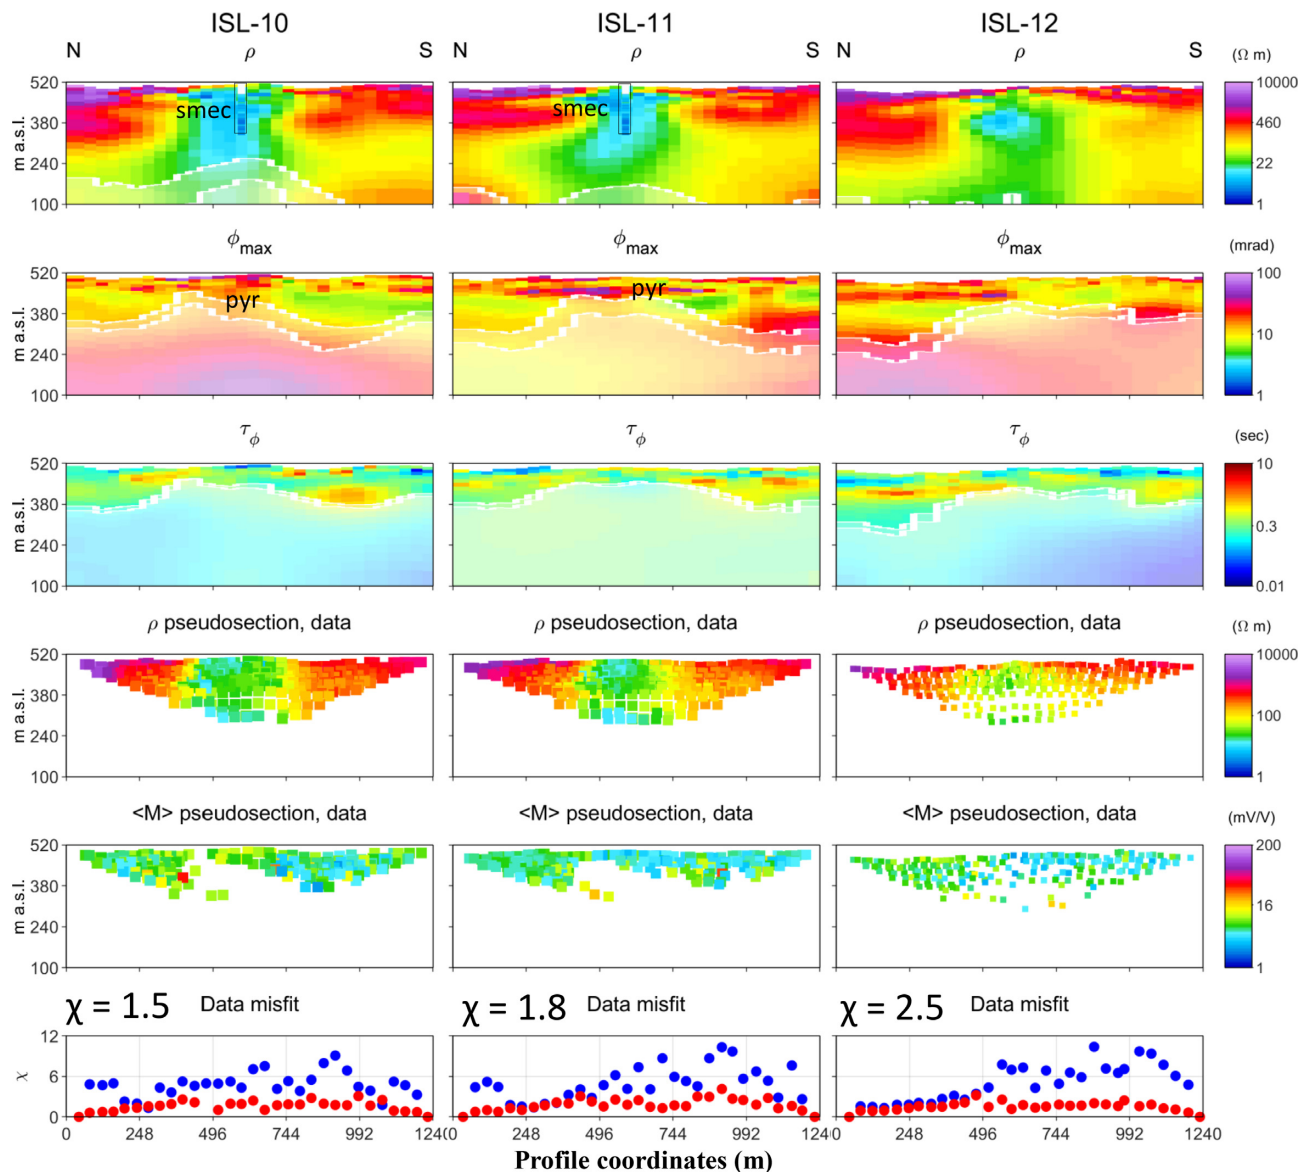 ISL-10 ISL-11 ISL-12
N ρ S N ρ N ρ S (Ω m)
520 10000
smec smec
m a.s.l. 380 460
240 22
100 1
ϕmax ϕmax ϕmax (mrad)
520 100
pyr pyr
m a.s.l. 380 10
240
100 1
τϕ τϕ τϕ (sec)
520 10
m a.s.l. 380 0.3
240
100 0.01
ρ pseudosection, data ρ pseudosection, data ρ pseudosection, data (Ω m)
520 10000
m a.s.l. 380 100
240
100 1
<M> pseudosection, data <M> pseudosection, data <M> pseudosection, data (mV/V)
520 200
m a.s.l. 380 16
240
100 1
χ = 1.5 Data misfit χ = 1.8 Data misfit χ = 2.5 Data misfit
12
χ 6
0
0 248 496 744 992 1240 248 496 744 992 1240 248 496 744 992 1240
Profile coordinates (m)